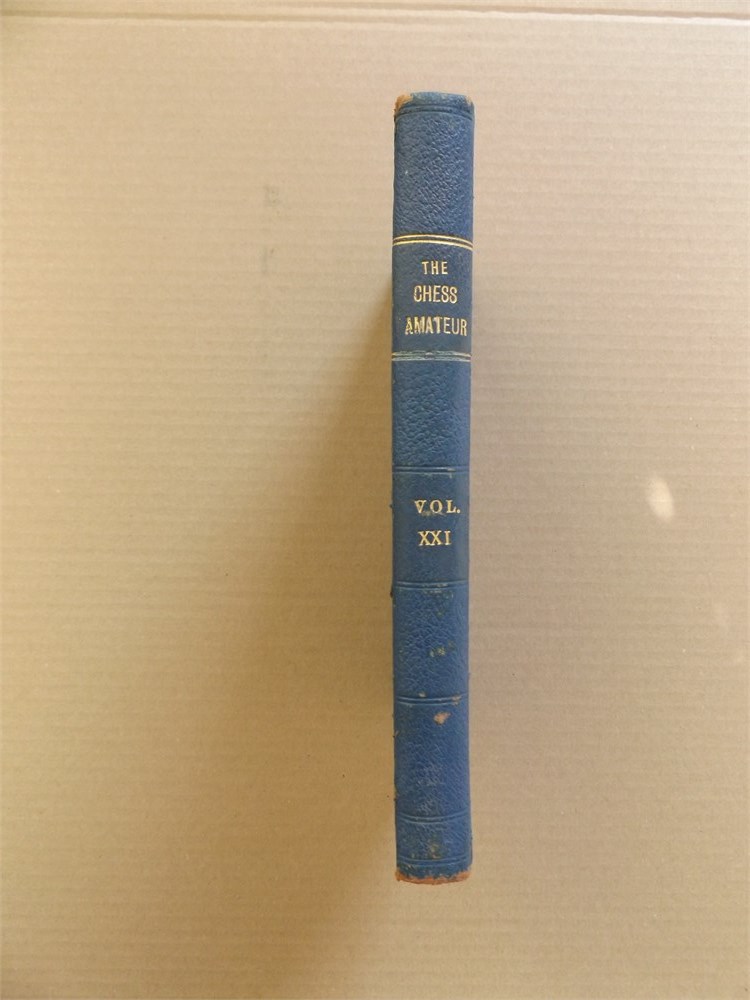 THE
CHESS
AMATEUR
VOL.
XXI